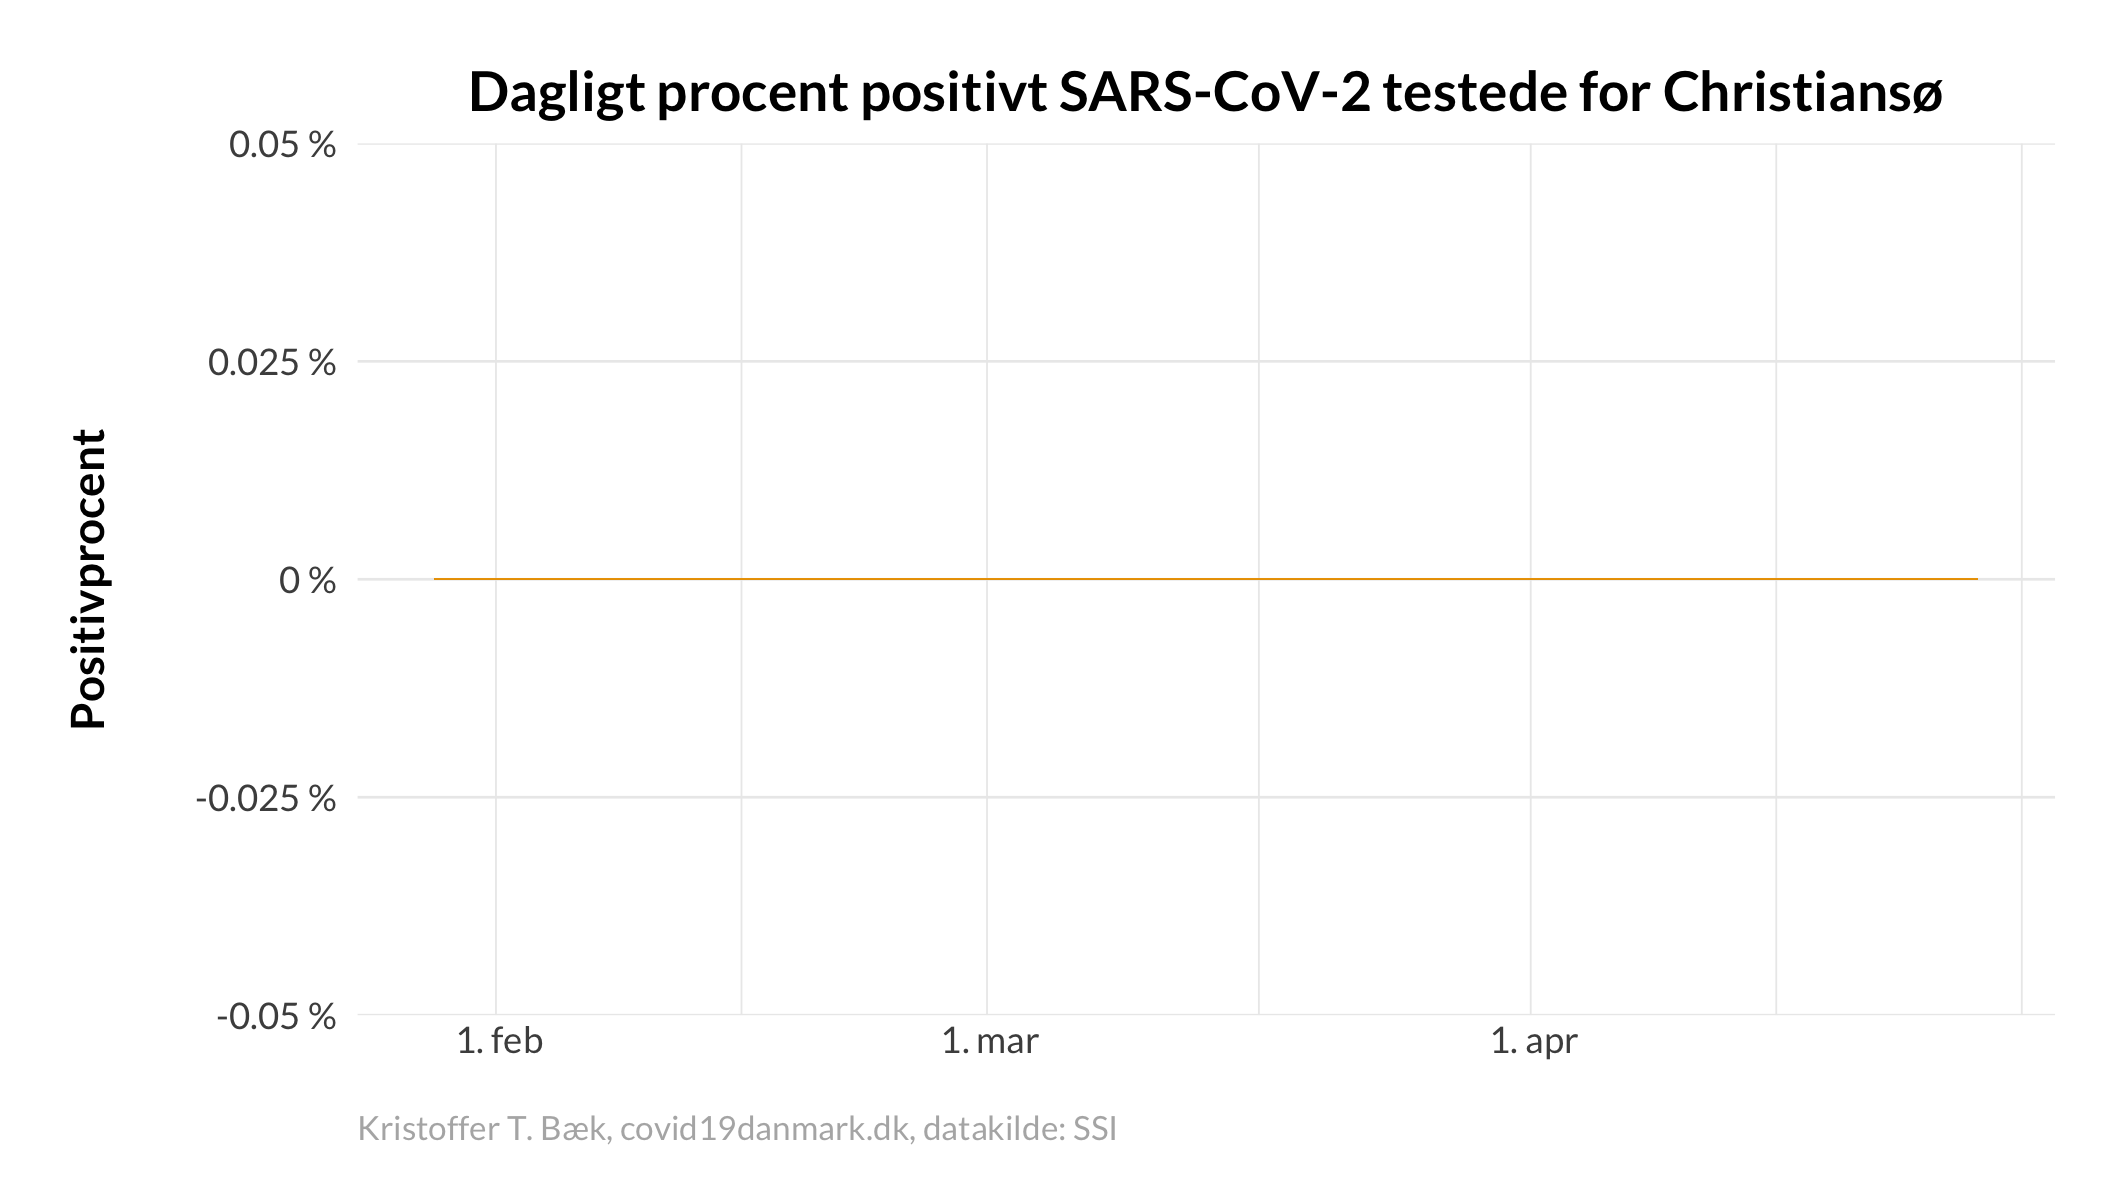 Dagligt procent positivt SARS-CoV-2 testede for Christiansø
0.05 %
0.025 %
0 %
-0.025 %
-0.05 %
Positivprocent
1. feb
1. mar
1. apr
Kristoffer T. Bæk, covid19danmark.dk, datakilde: SSI